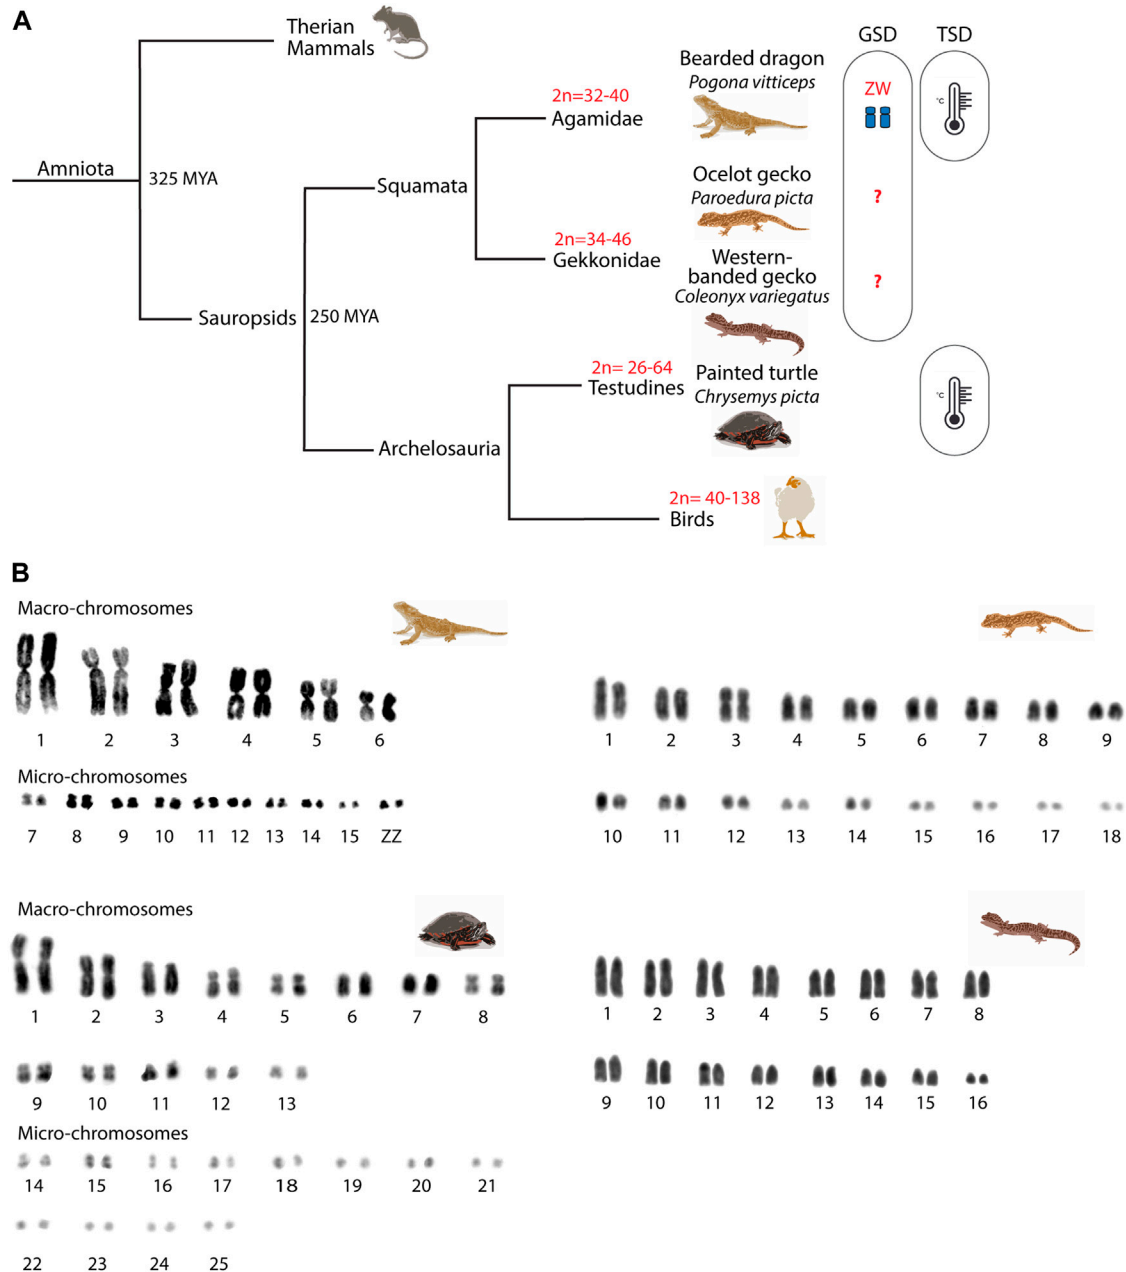 A
Therian
Mammals
GSD
TSD
Bearded dragon
Pogona vitticeps
ZW
°C
2n=32-40
Agamidae
Amniota
325 MYA
Squamata
Ocelot gecko
Paroedura picta
?
2n=34-46
Gekkonidae
Western-
banded gecko
Coleonyx variegatus
?
Sauropsids
250 MYA
2n= 26-64
Testudines
Painted turtle
Chrysemys picta
°C
Archelosauria
2n= 40-138
Birds
B
Macro-chromosomes
1 2 3 4 5 6
Micro-chromosomes
7 8 9 10 11 12 13 14 15 ZZ
1 2 3 4 5 6 7 8 9
10 11 12 13 14 15 16 17 18
Macro-chromosomes
1 2 3 4 5 6 7 8
9 10 11 12 13
Micro-chromosomes
14 15 16 17 18 19 20 21
22 23 24 25
1 2 3 4 5 6 7 8
9 10 11 12 13 14 15 16